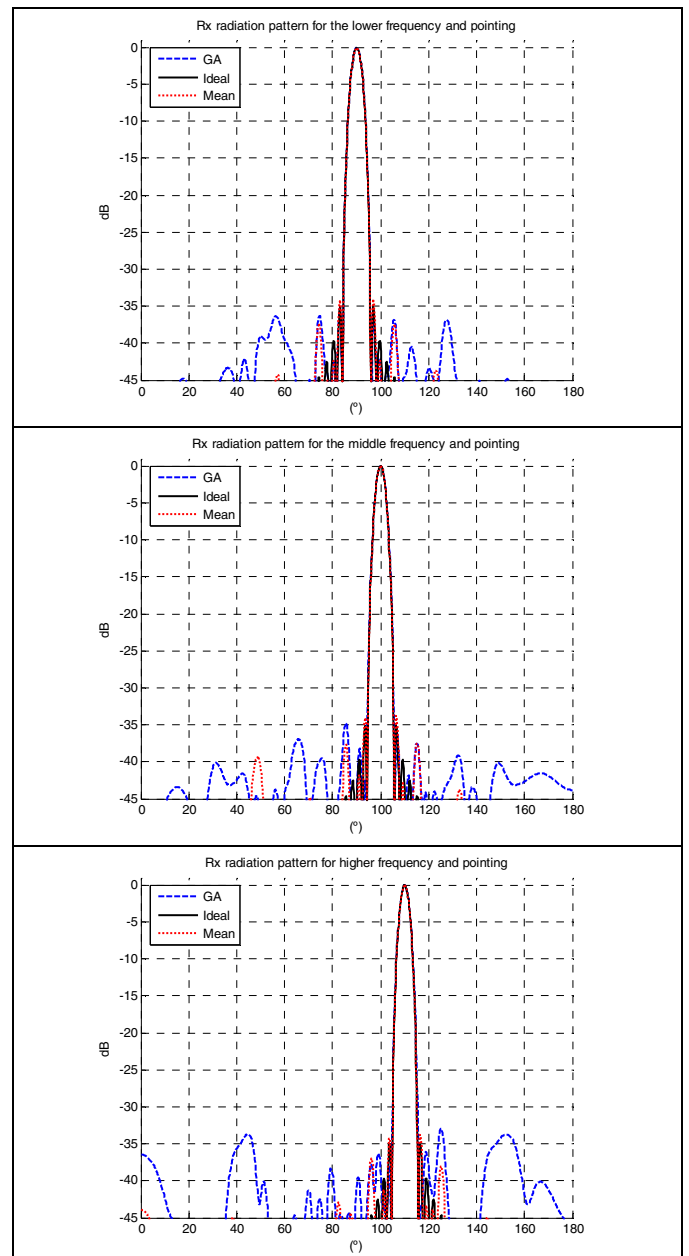 Rx radiation pattern for the lower frequency and pointing
0
-5
-10
-15
-20
-25
-30
-35
-40
-45
dB
GA
Ideal
Mean
0 20 40 60 80 100 120 140 160 180
(º)
Rx radiation pattern for the middle frequency and pointing
0
-5
-10
-15
-20
-25
-30
-35
-40
-45
dB
GA
Ideal
Mean
0 20 40 60 80 100 120 140 160 180
(º)
Rx radiation pattern for higher frequency and pointing
0
-5
-10
-15
-20
-25
-30
-35
-40
-45
dB
GA
Ideal
Mean
0 20 40 60 80 100 120 140 160 180
(º)